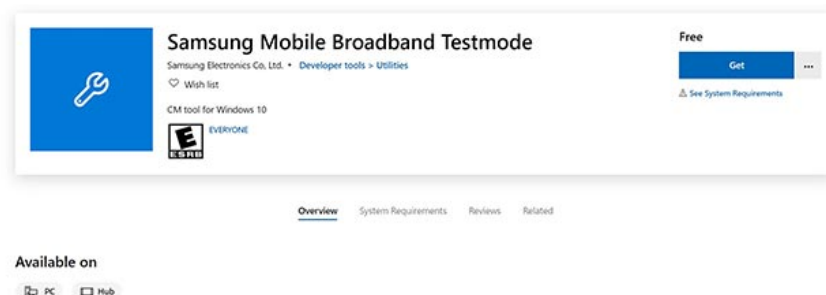 Samsung Mobile Broadband Testmode
Samsung Electronics Co, Ltd. • Developer tools > Utilities
Wish list
CM tool for Windows 10
E
ESRB
EVERYONE
Free
Get
...
See System Requirements
Overview System Requirements Reviews Related
Available on
PC Hub